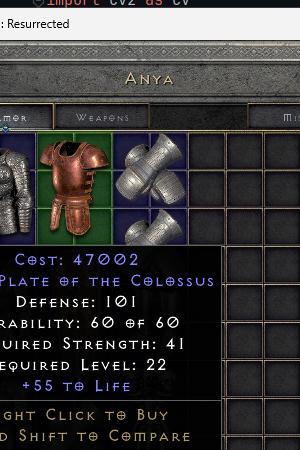 import cv2 as cv
: Resurrected
Anya
Weapons
Mis
Cost: 47002
Plate of the Colossus
Defense: 101
rability: 60 of 60
uired Strength: 41
equired Level: 22
+55 to Life
ght Click to Buy
d Shift to Compare